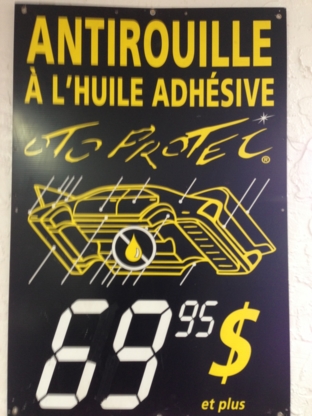 ANTIROUILLE
À L'HUILE ADHÉSIVE
OTO PROTEC ®
69 95 $
et plus